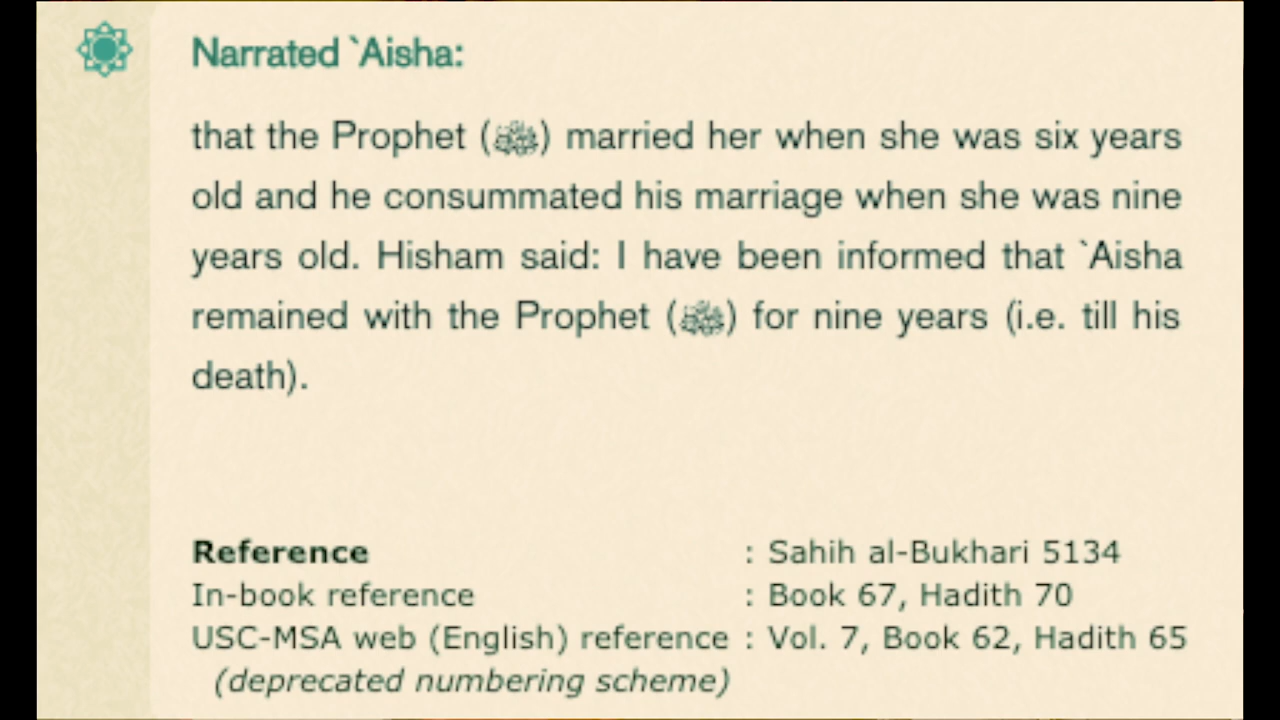 Narrated `Aisha:
that the Prophet (ﷺ) married her when she was six years
old and he consummated his marriage when she was nine
years old. Hisham said: I have been informed that `Aisha
remained with the Prophet (ﷺ) for nine years (i.e. till his
death).
Reference : Sahih al-Bukhari 5134
In-book reference : Book 67, Hadith 70
USC-MSA web (English) reference : Vol. 7, Book 62, Hadith 65
(deprecated numbering scheme)